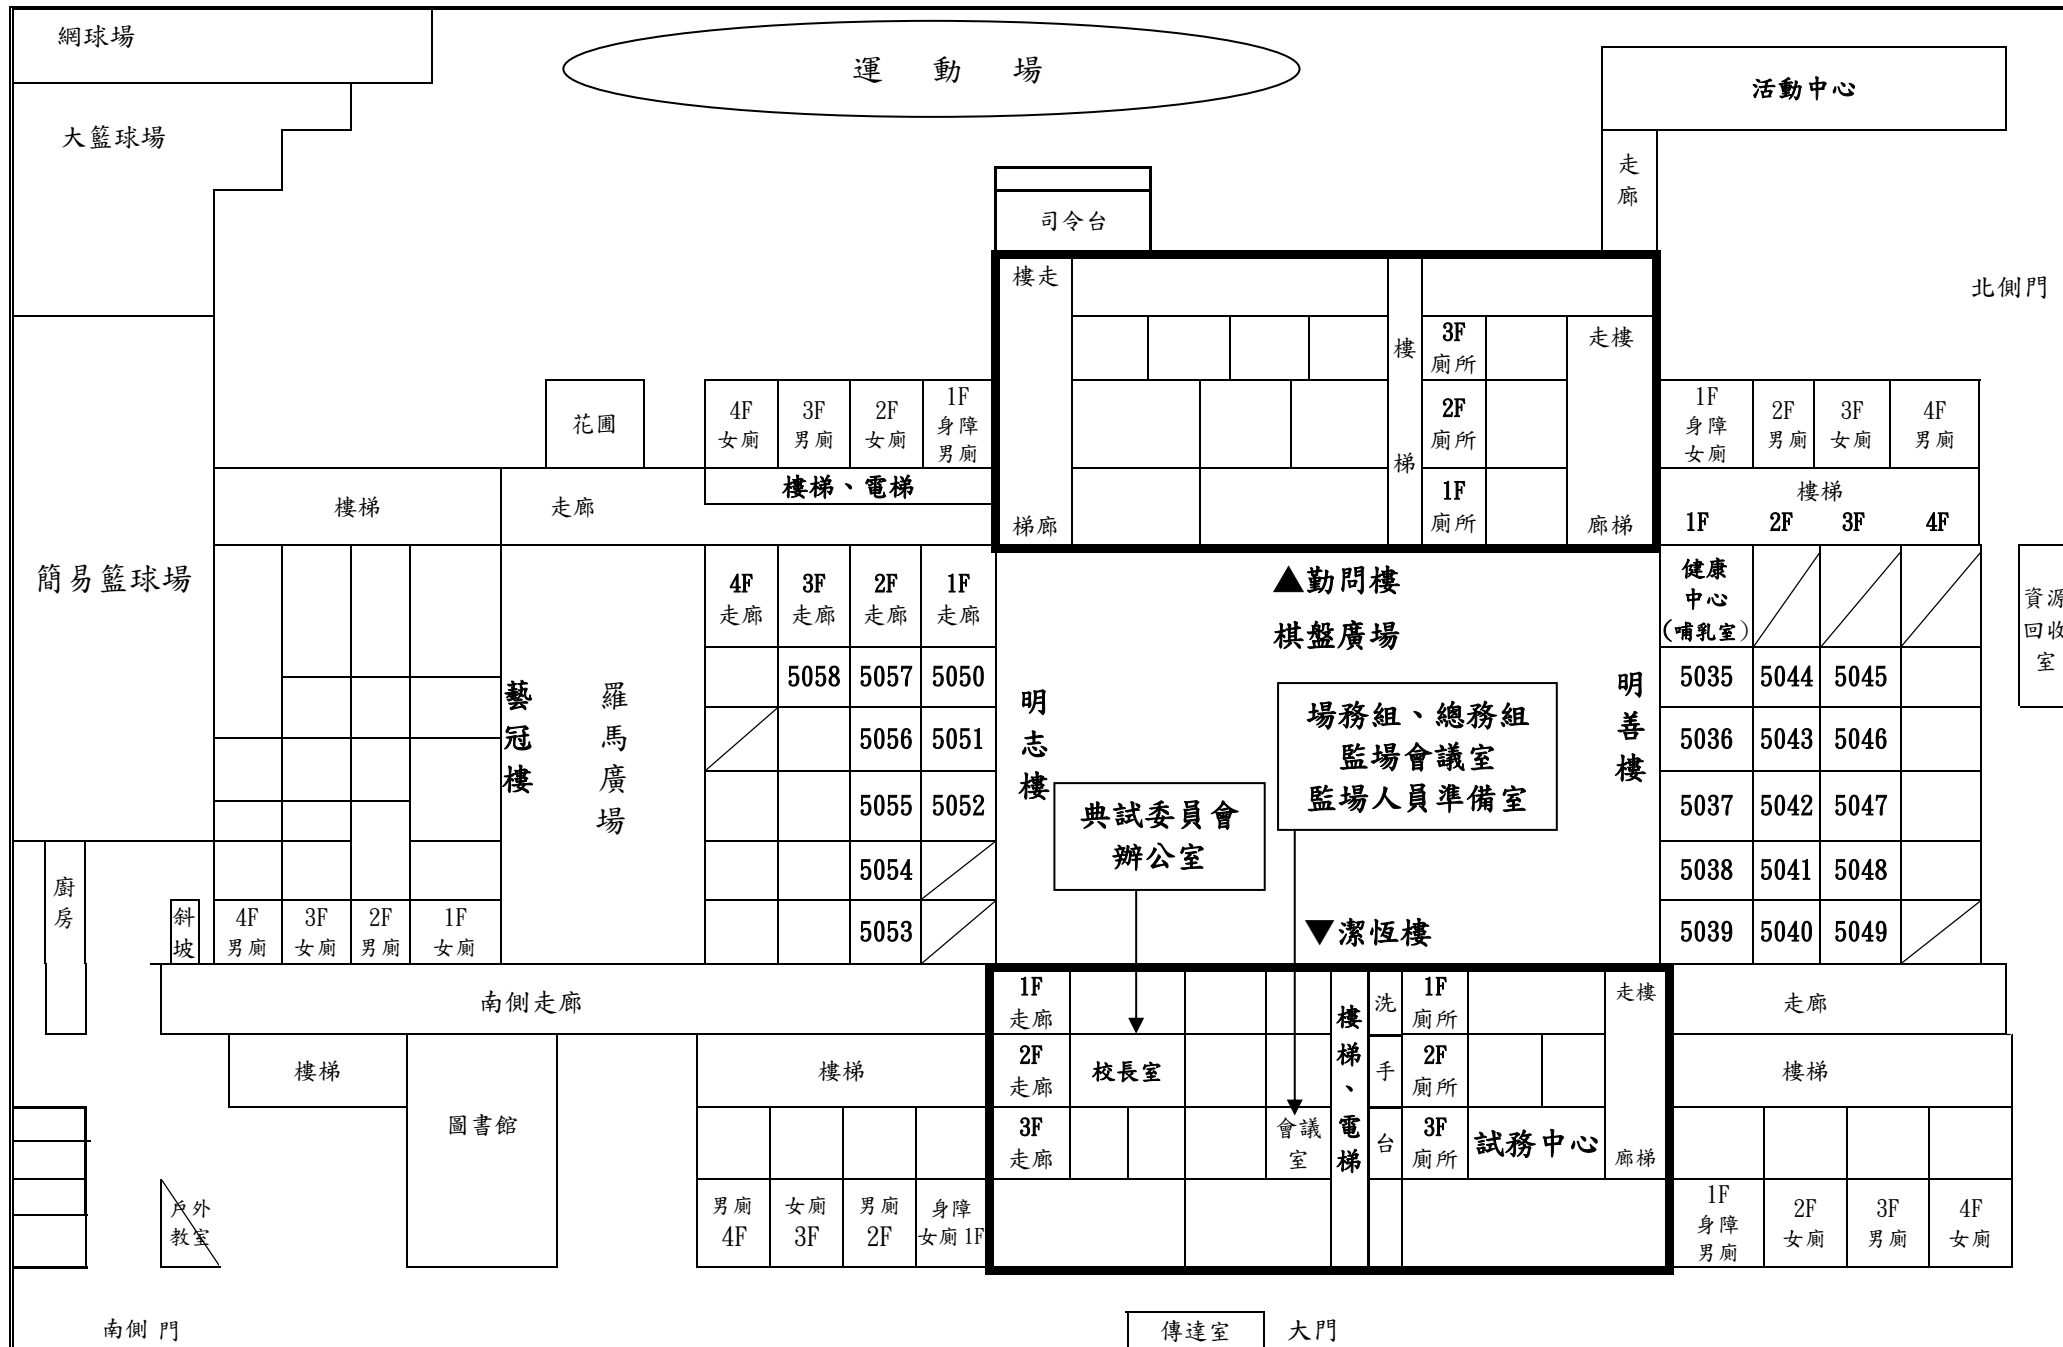 網球場
運 動 場
活動中心
大籃球場
走
廊
司令台
北側門
樓走
梯廊
樓
梯
3F
廁所
2F
廁所
1F
廁所
走樓
廊梯
花圃
4F
女廁
3F
男廁
2F
女廁
1F
身障
男廁
樓梯、電梯
樓梯
走廊
1F
身障
女廁
2F
男廁
3F
女廁
4F
男廁
樓梯
1F 2F 3F 4F
簡易籃球場
藝
冠
樓
羅
馬
廣
場
4F
走廊
3F
走廊
2F
走廊
1F
走廊
5058 5057 5050
5056 5051
5055 5052
5054
5053
明
志
樓
▲勤問樓
棋盤廣場
場務組、總務組
監場會議室
監場人員準備室
典試委員會
辦公室
▼潔恆樓
明
善
樓
健康
中心
(哺乳室)
5035 5044 5045
5036 5043 5046
5037 5042 5047
5038 5041 5048
5039 5040 5049
資源
回收
室
廚
房
斜
坡
4F
男廁
3F
女廁
2F
男廁
1F
女廁
南側走廊
樓梯
圖書館
樓梯
男廁
4F
女廁
3F
男廁
2F
身障
女廁 1F
1F
走廊
2F
走廊
3F
走廊
校長室
會議
室
樓
梯
、
電
梯
洗
手
台
1F
廁所
2F
廁所
3F
廁所
試務中心
走樓
廊梯
走廊
樓梯
1F
身障
男廁
2F
女廁
3F
男廁
4F
女廁
戶外
教室
南側 門
傳達室
大門